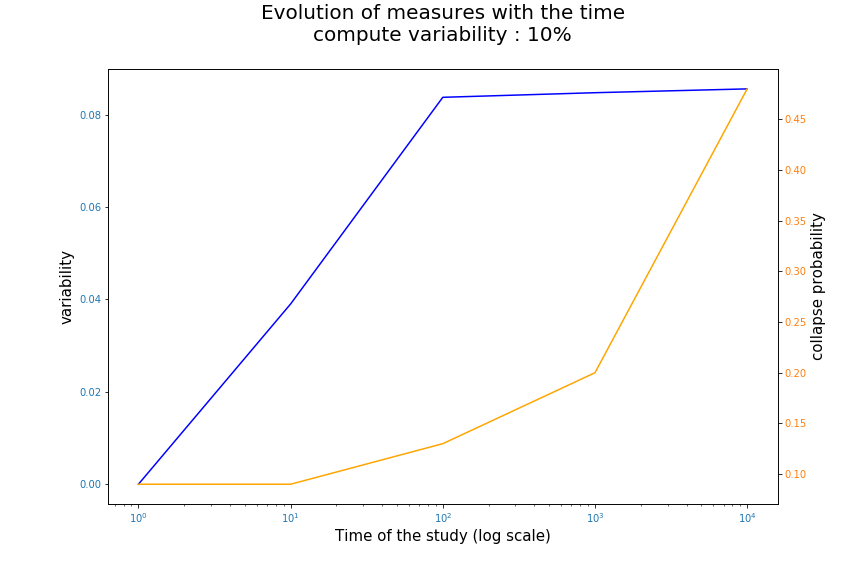 Evolution of measures with the time
compute variability : 10%
0.08
0.06
0.04
0.02
0.00
variability
0.45
0.40
0.35
0.30
0.25
0.20
0.15
0.10
collapse probability
10⁰ 10¹ 10² 10³ 10⁴
Time of the study (log scale)